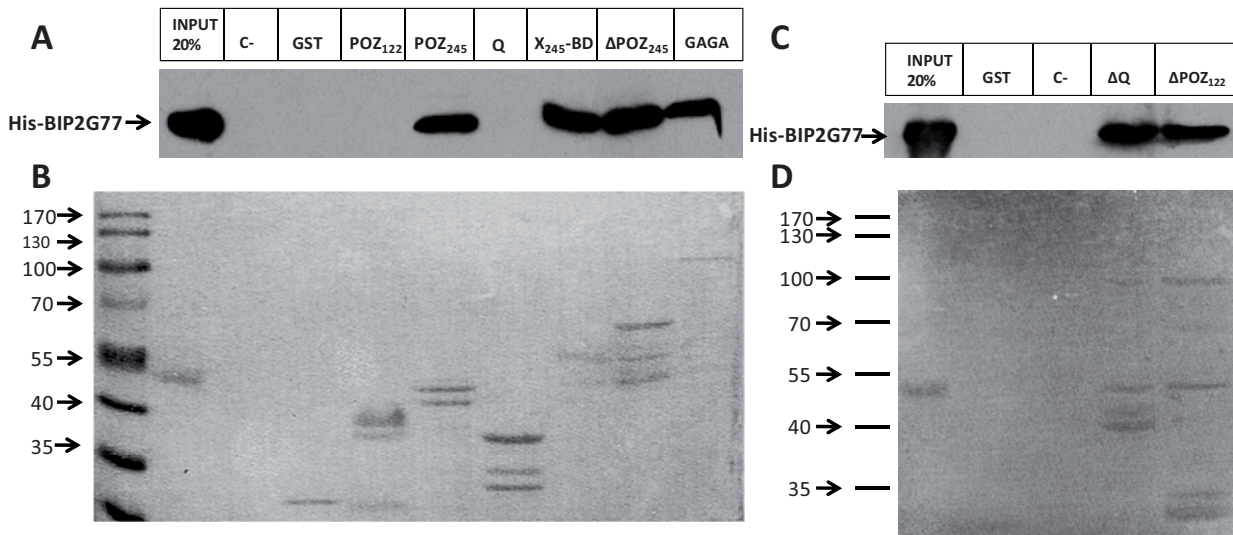 A
INPUT 20%
C-
GST
POZ₁₂₂
POZ₂₄₅
Q
X₂₄₅-BD
ΔPOZ₂₄₅
GAGA
His-BIP2G77
B
170
130
100
70
55
40
35
C
INPUT 20%
GST
C-
ΔQ
ΔPOZ₁₂₂
His-BIP2G77
D
170
130
100
70
55
40
35